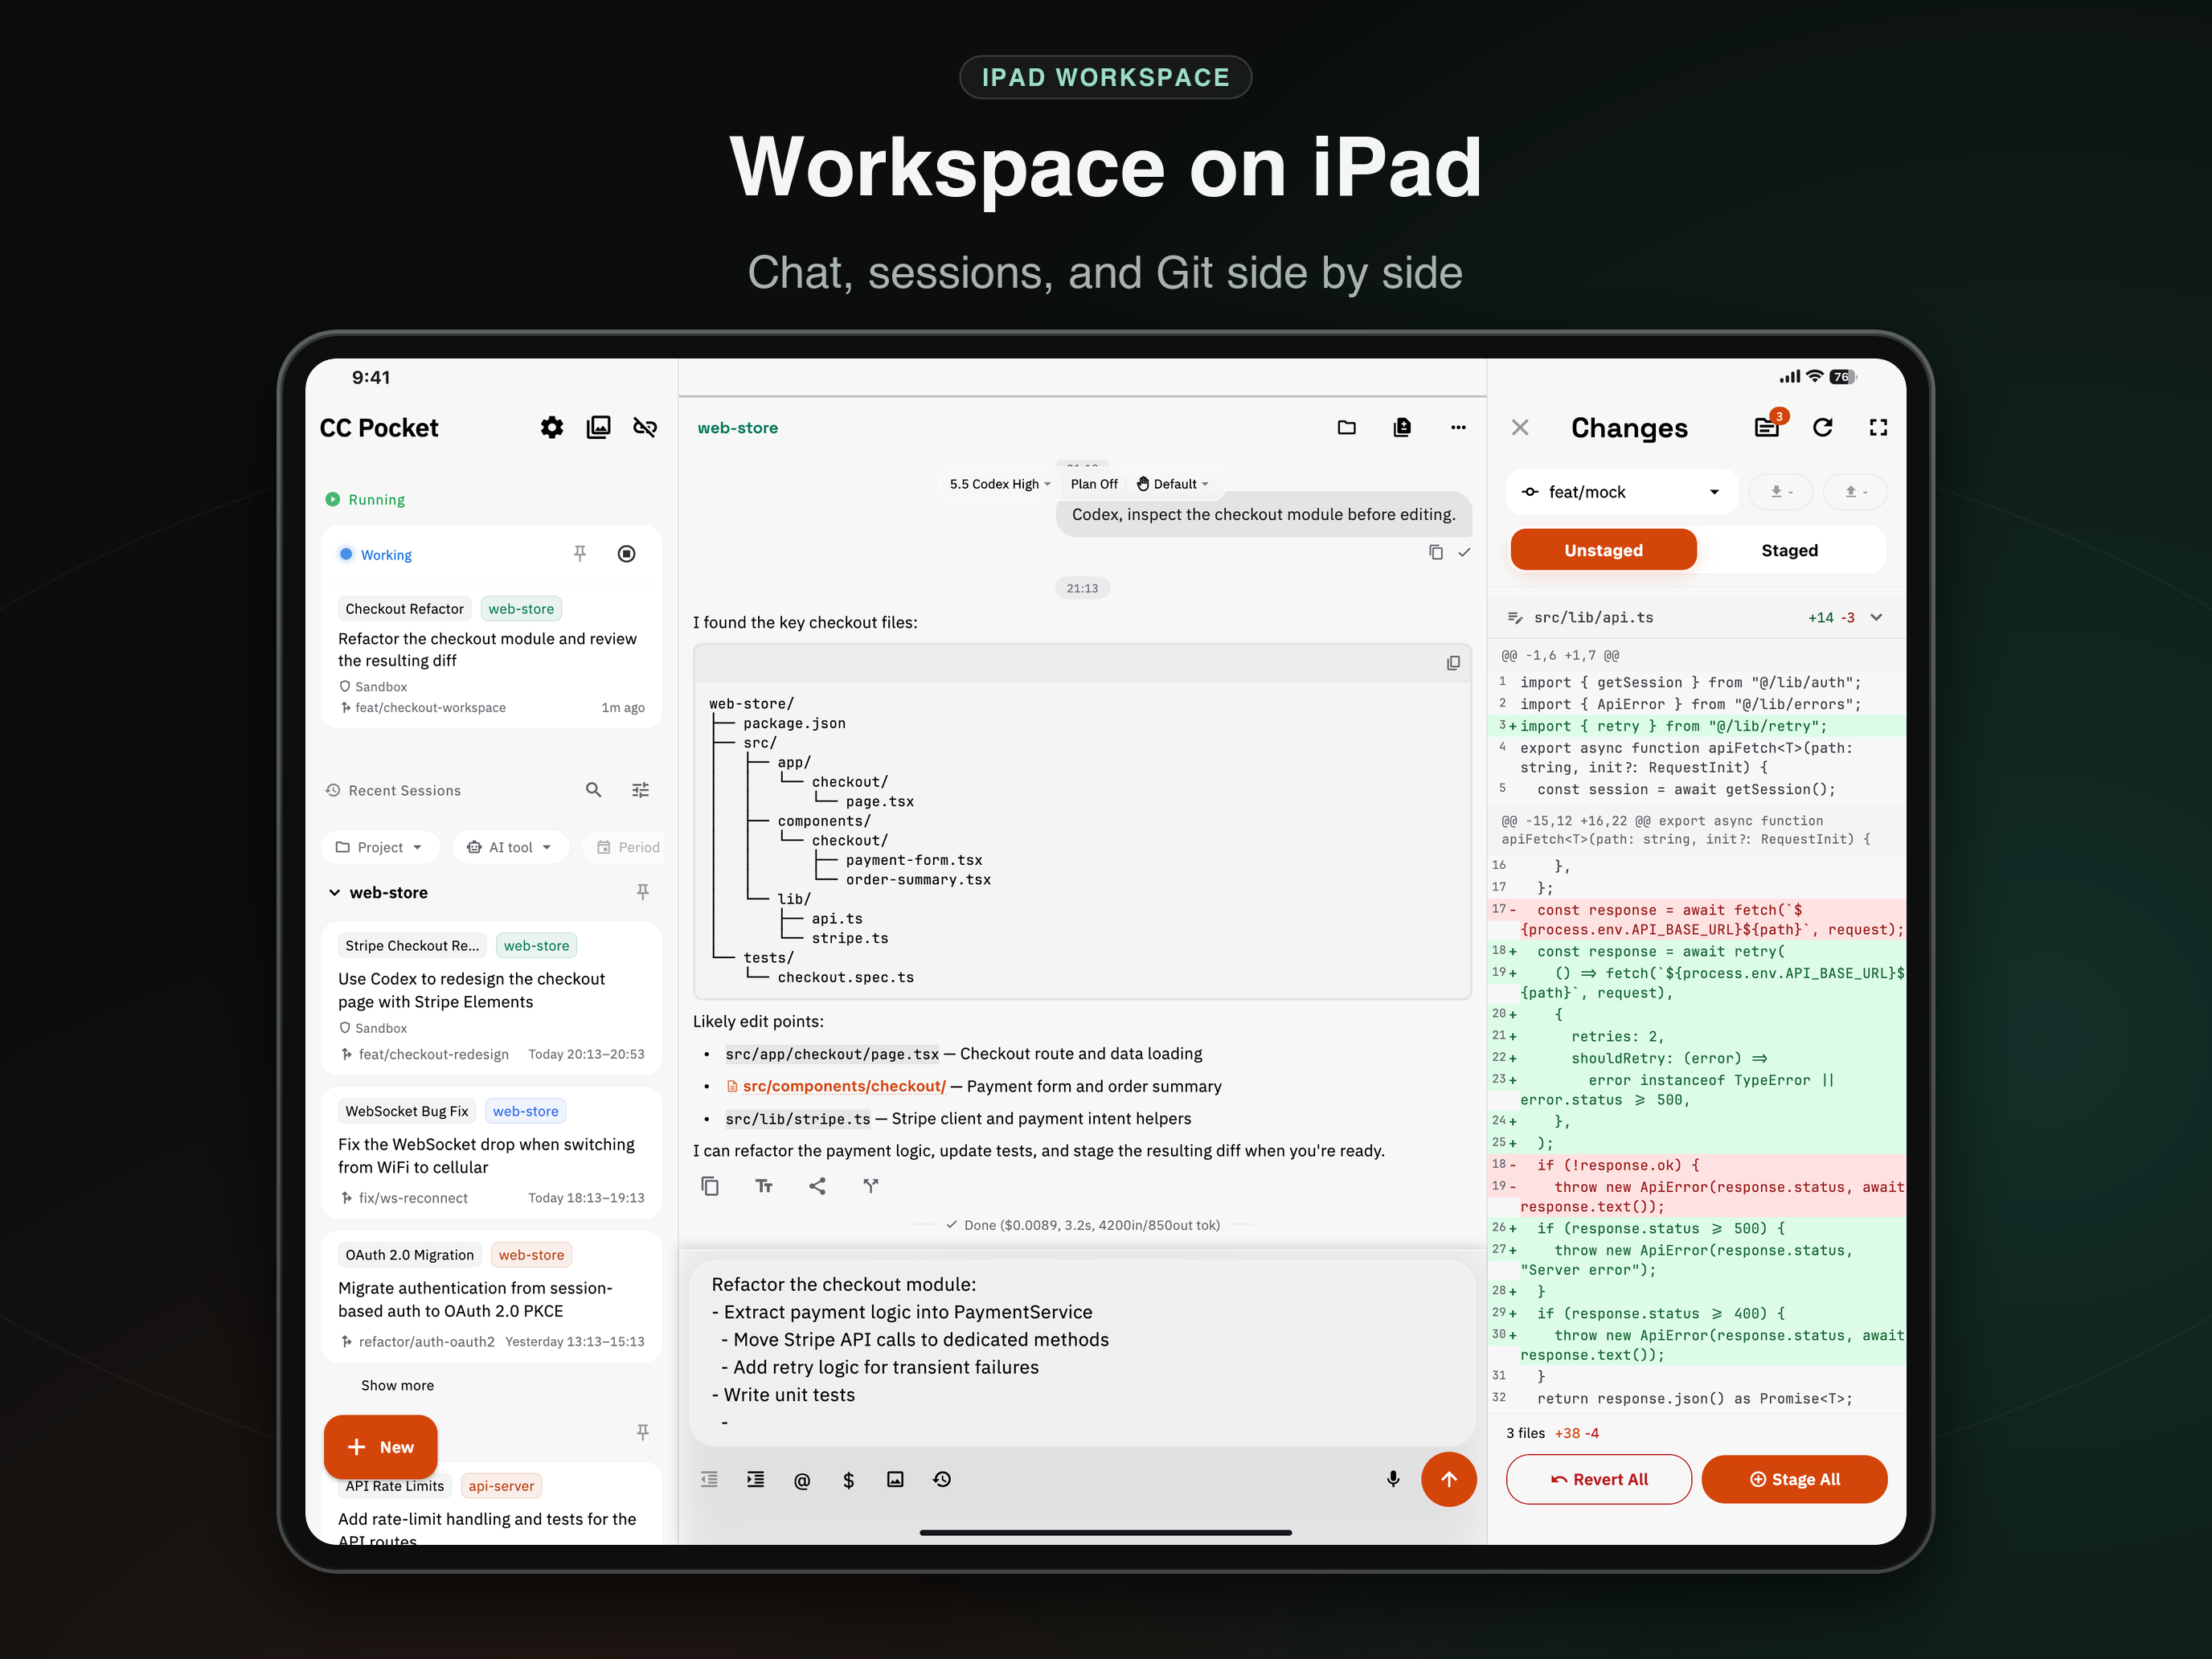 IPAD WORKSPACE
Workspace on iPad
Chat, sessions, and Git side by side
9:41
CC Pocket
Running
Working
Checkout Refactor web-store
Refactor the checkout module and review
the resulting diff
Sandbox
feat/checkout-workspace 1m ago
Recent Sessions
Project AI tool Period
web-store
Stripe Checkout Re... web-store
Use Codex to redesign the checkout
page with Stripe Elements
Sandbox
feat/checkout-redesign Today 20:13–20:53
WebSocket Bug Fix web-store
Fix the WebSocket drop when switching
from WiFi to cellular
fix/ws-reconnect Today 18:13–19:13
OAuth 2.0 Migration web-store
Migrate authentication from session-
based auth to OAuth 2.0 PKCE
refactor/auth-oauth2 Yesterday 13:13–15:13
Show more
+ New
API Rate Limits api-server
Add rate-limit handling and tests for the
API routes
web-store
5.5 Codex High Plan Off Default
Codex, inspect the checkout module before editing.
21:13
I found the key checkout files:
web-store/
├── package.json
├── src/
│   ├── app/
│   │   └── checkout/
│   │       └── page.tsx
│   ├── components/
│   │   └── checkout/
│   │       ├── payment-form.tsx
│   │       └── order-summary.tsx
│   └── lib/
│       ├── api.ts
│       └── stripe.ts
└── tests/
    └── checkout.spec.ts
Likely edit points:
• src/app/checkout/page.tsx — Checkout route and data loading
• src/components/checkout/ — Payment form and order summary
• src/lib/stripe.ts — Stripe client and payment intent helpers
I can refactor the payment logic, update tests, and stage the resulting diff when you're ready.
Done ($0.0089, 3.2s, 4200in/850out tok)
Refactor the checkout module:
- Extract payment logic into PaymentService
  - Move Stripe API calls to dedicated methods
  - Add retry logic for transient failures
- Write unit tests
  -
@ $
76
Changes 3
feat/mock - -
Unstaged Staged
src/lib/api.ts +14 -3
@@ -1,6 +1,7 @@
1 import { getSession } from "@/lib/auth";
2 import { ApiError } from "@/lib/errors";
3 + import { retry } from "@/lib/retry";
4 export async function apiFetch<T>(path:
string, init?: RequestInit) {
5   const session = await getSession();
@@ -15,12 +16,22 @@ export async function
apiFetch<T>(path: string, init?: RequestInit) {
16     },
17   };
17 -   const response = await fetch(`$
{process.env.API_BASE_URL}${path}`, request);
18 +   const response = await retry(
19 +     () => fetch(`${process.env.API_BASE_URL}$
{path}`, request),
20 +     {
21 +       retries: 2,
22 +       shouldRetry: (error) =>
23 +         error instanceof TypeError ||
error.status >= 500,
24 +     },
25 +   );
18 -   if (!response.ok) {
19 -     throw new ApiError(response.status, await
response.text());
26 +   if (response.status >= 500) {
27 +     throw new ApiError(response.status,
"Server error");
28 +   }
29 +   if (response.status >= 400) {
30 +     throw new ApiError(response.status, await
response.text());
31   }
32   return response.json() as Promise<T>;
3 files +38 -4
Revert All Stage All